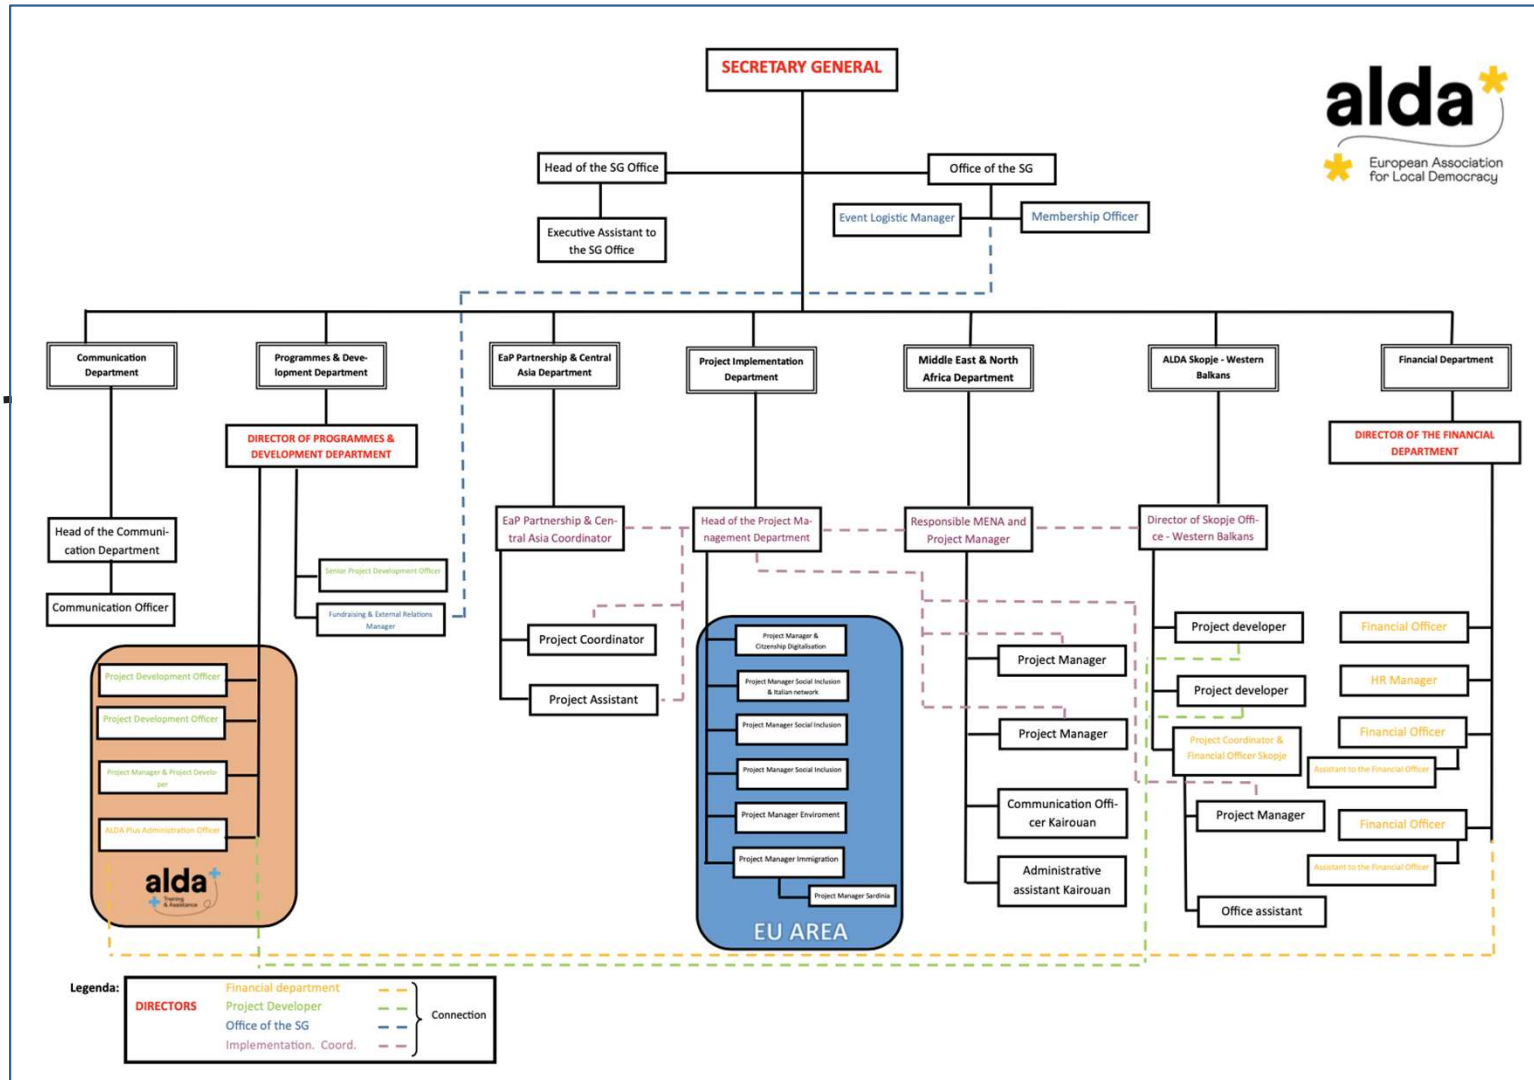 SECRETARY GENERAL
alda
European Association
for Local Democracy
Head of the SG Office
Office of the SG
Executive Assistant to
the SG Office
Event Logistic Manager
Membership Officer
Communication
Department
Programmes & Deve-
lopment Department
EaP Partnership & Central
Asia Department
Project Implementation
Department
Middle East & North
Africa Department
ALDA Skopje - Western
Balkans
Financial Department
DIRECTOR OF PROGRAMMES &
DEVELOPMENT DEPARTMENT
DIRECTOR OF THE FINANCIAL
DEPARTMENT
Head of the Communi-
cation Department
Communication Officer
Senior Project Development Officer
Fundraising & External Relations
Manager
EaP Partnership & Cen-
tral Asia Coordinator
Head of the Project Ma-
nagement Department
Responsible MENA and
Project Manager
Director of Skopje Offi-
ce - Western Balkans
Project Development Officer
Project Development Officer
Project Manager & Project Develo-
per
ALDA Plus Administration Officer
alda
Training
& Assistance
Project Coordinator
Project Assistant
Project Manager &
Citzenship Digitalisation
Project Manager Social Inclusion
& Italian network
Project Manager Social Inclusion
Project Manager Social Inclusion
Project Manager Enviroment
Project Manager Immigration
Project Manager Sardinia
EU AREA
Project Manager
Project Manager
Communication Offi-
cer Kairouan
Administrative
assistant Kairouan
Project developer
Project developer
Project Coordinator &
Financial Officer Skopje
Project Manager
Office assistant
Financial Officer
HR Manager
Financial Officer
Assistant to the Financial Officer
Financial Officer
Assistant to the Financial Officer
Legenda:
DIRECTORS
Financial department
Project Developer
Office of the SG
Implementation. Coord.
Connection